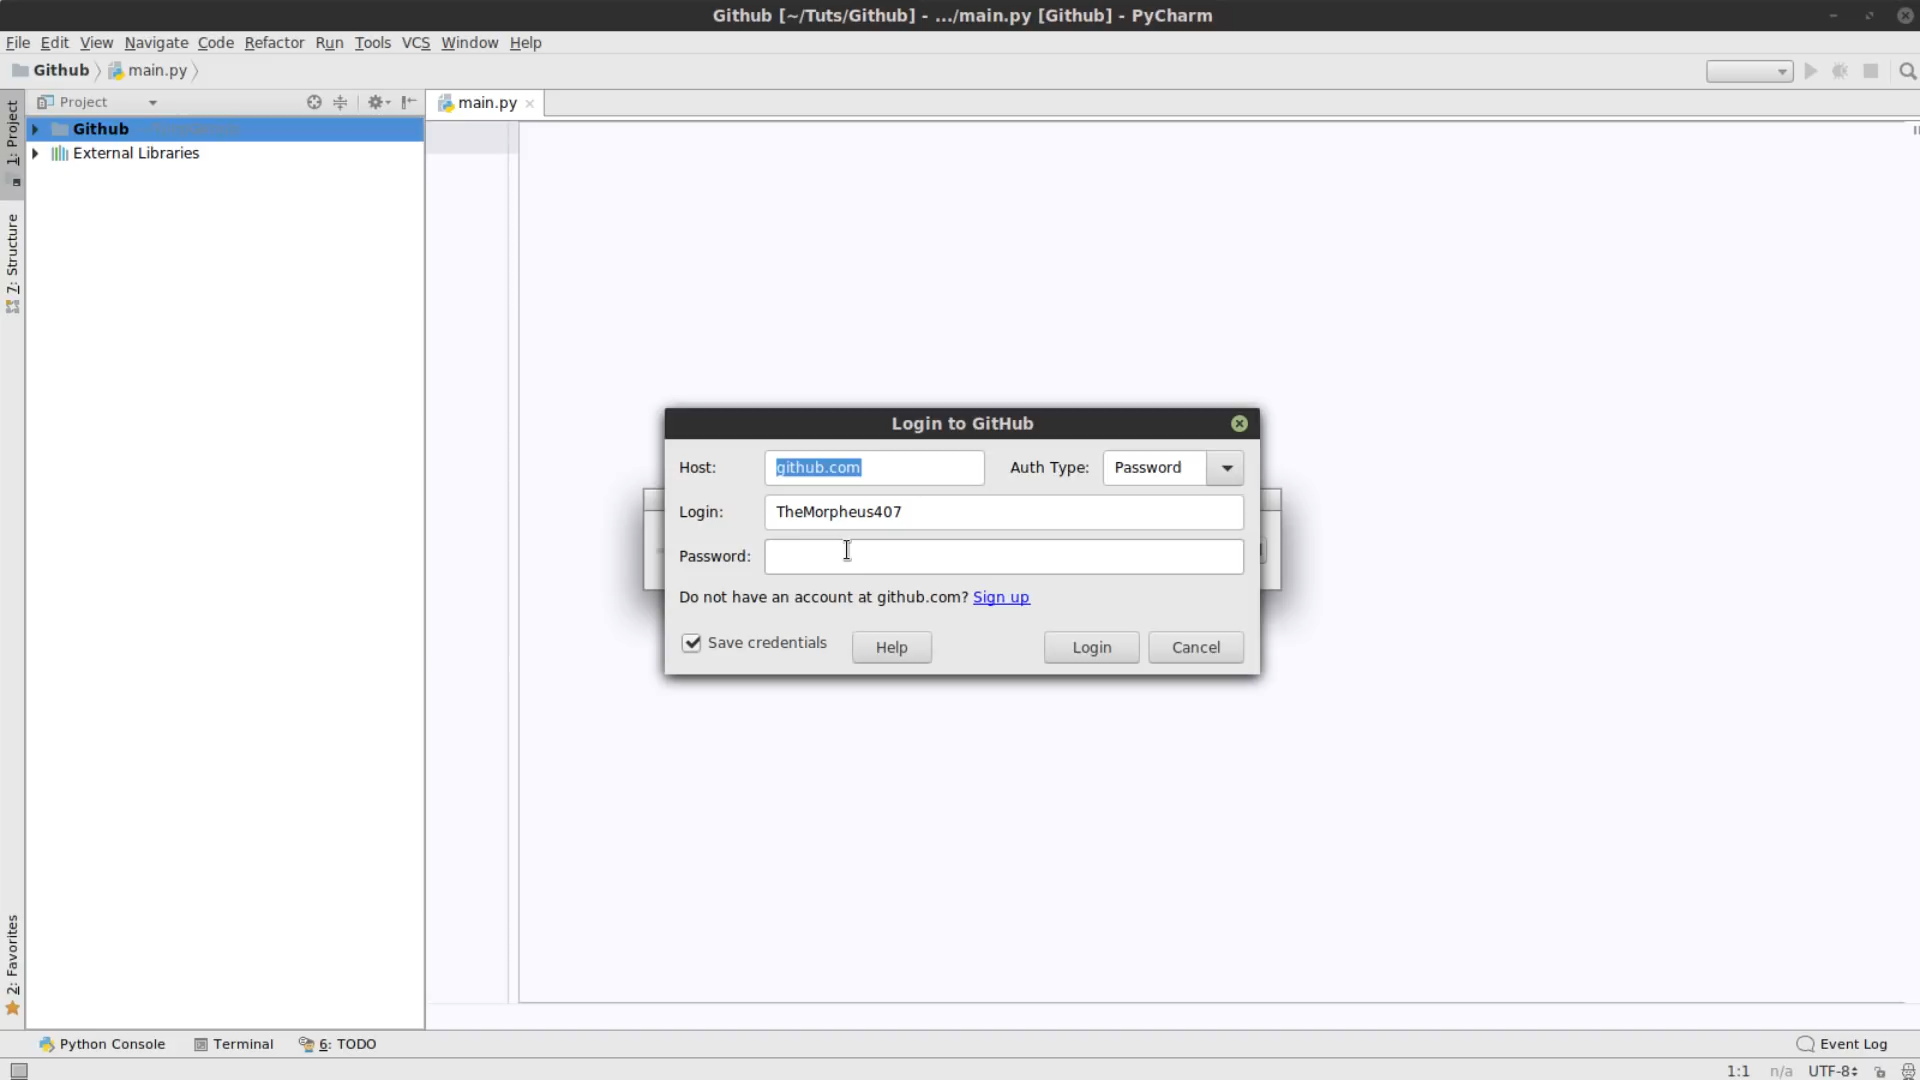 Github [~/Tuts/Github] - .../main.py [Github] - PyCharm
File Edit View Navigate Code Refactor Run Tools VCS Window Help
Github main.py
1: Project
Project
main.py
Github
External Libraries
7: Structure
Login to GitHub
Host: github.com Auth Type: Password
Login: TheMorpheus407
Password:
Do not have an account at github.com? Sign up
Save credentials Help Login Cancel
2: Favorites
Python Console Terminal 6: TODO Event Log
1:1 n/a UTF-8